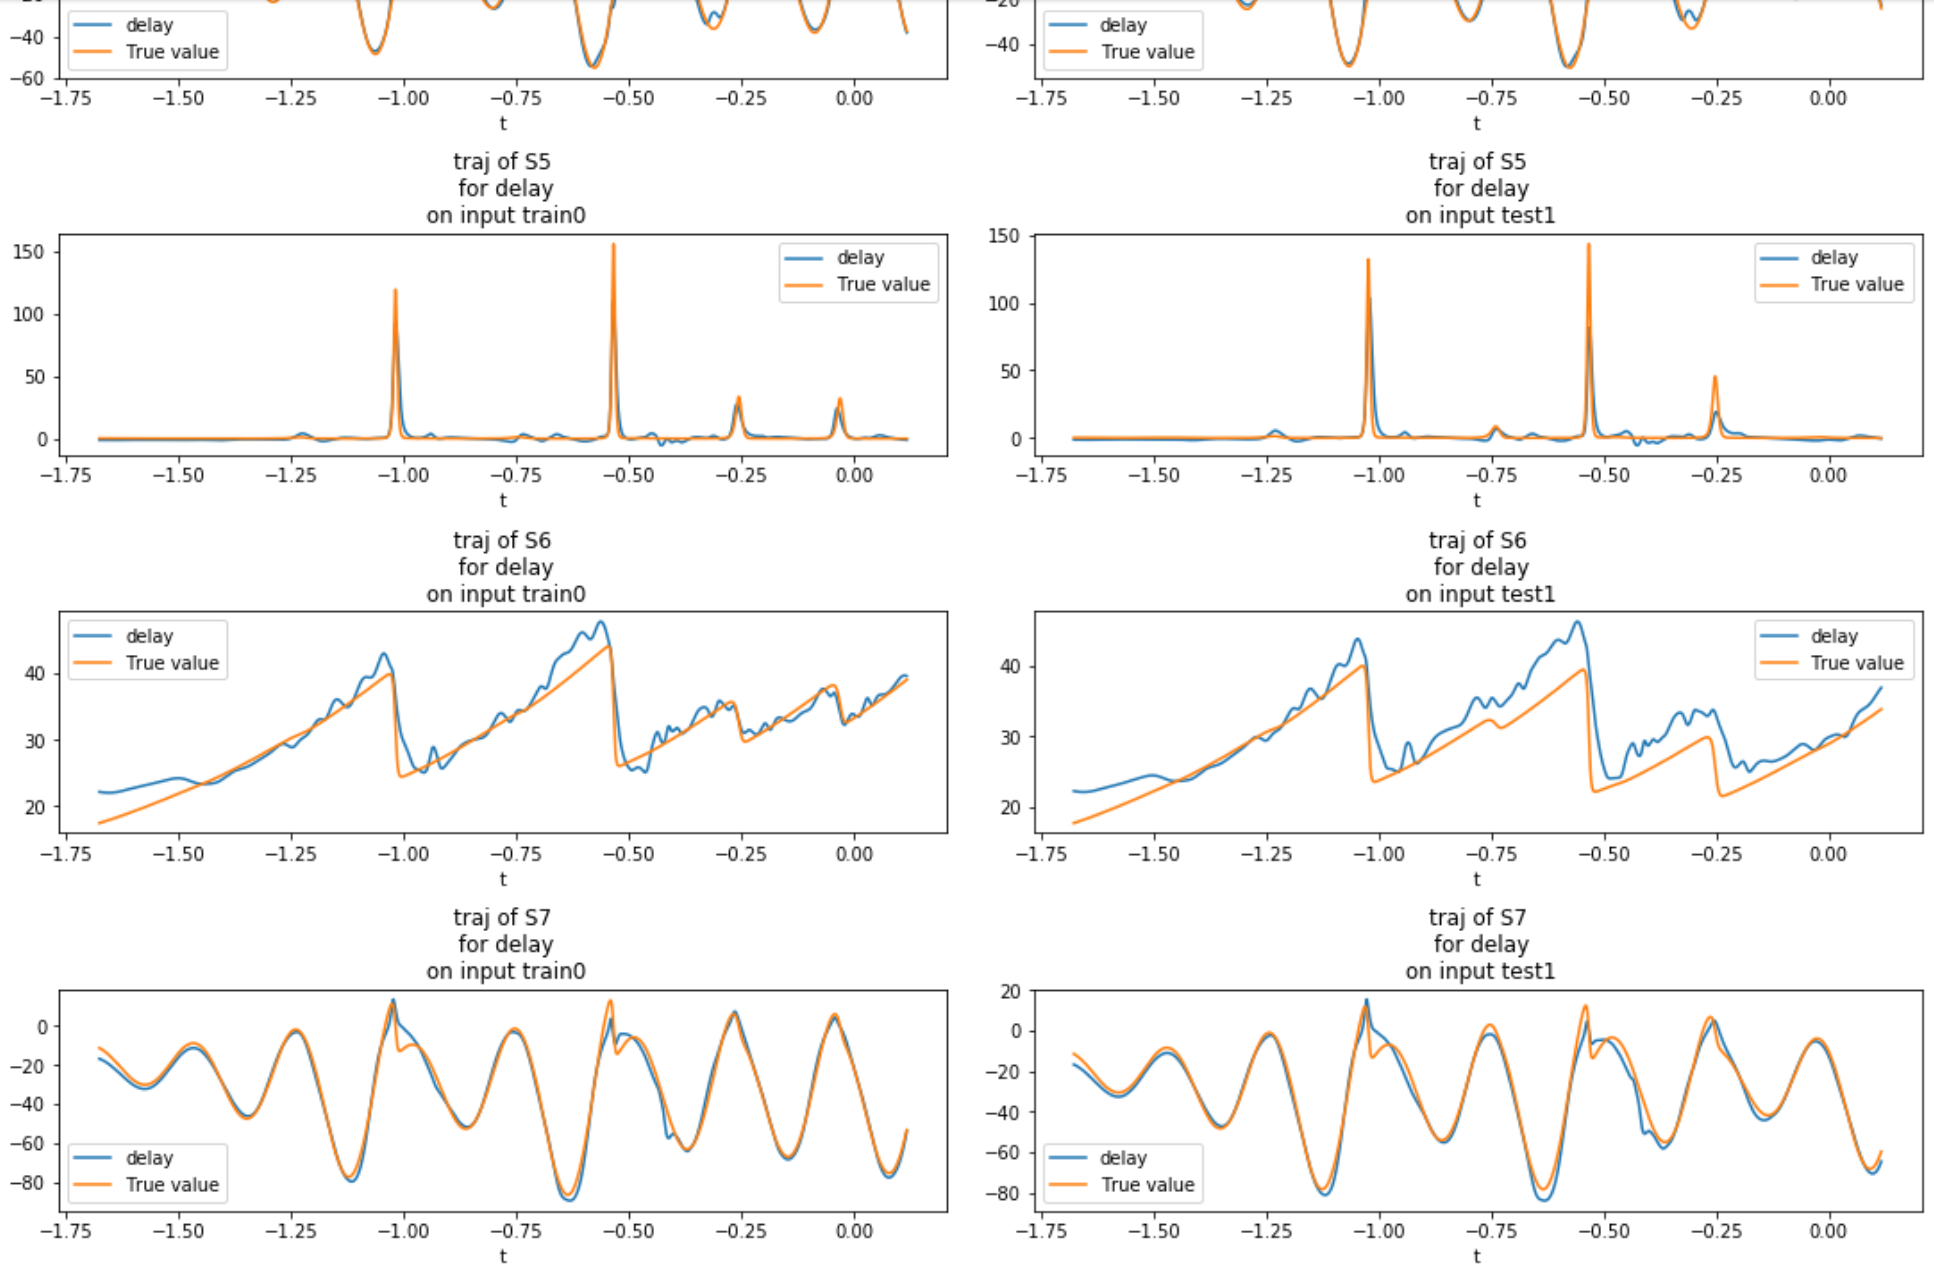 −20
−20
delay
True value
−40
−60
delay
True value
−40
−1.75 −1.50 −1.25 −1.00 −0.75 −0.50 −0.25 0.00
t
−1.75 −1.50 −1.25 −1.00 −0.75 −0.50 −0.25 0.00
t
traj of S5
for delay
on input train0
150
100
50
0
delay
True value
−1.75 −1.50 −1.25 −1.00 −0.75 −0.50 −0.25 0.00
t
traj of S5
for delay
on input test1
150
100
50
0
delay
True value
−1.75 −1.50 −1.25 −1.00 −0.75 −0.50 −0.25 0.00
t
traj of S6
for delay
on input train0
delay
True value
40
30
20
−1.75 −1.50 −1.25 −1.00 −0.75 −0.50 −0.25 0.00
t
traj of S6
for delay
on input test1
delay
True value
40
30
20
−1.75 −1.50 −1.25 −1.00 −0.75 −0.50 −0.25 0.00
t
traj of S7
for delay
on input train0
0
−20
−40
−60
−80
delay
True value
−1.75 −1.50 −1.25 −1.00 −0.75 −0.50 −0.25 0.00
t
traj of S7
for delay
on input test1
20
0
−20
−40
−60
−80
delay
True value
−1.75 −1.50 −1.25 −1.00 −0.75 −0.50 −0.25 0.00
t